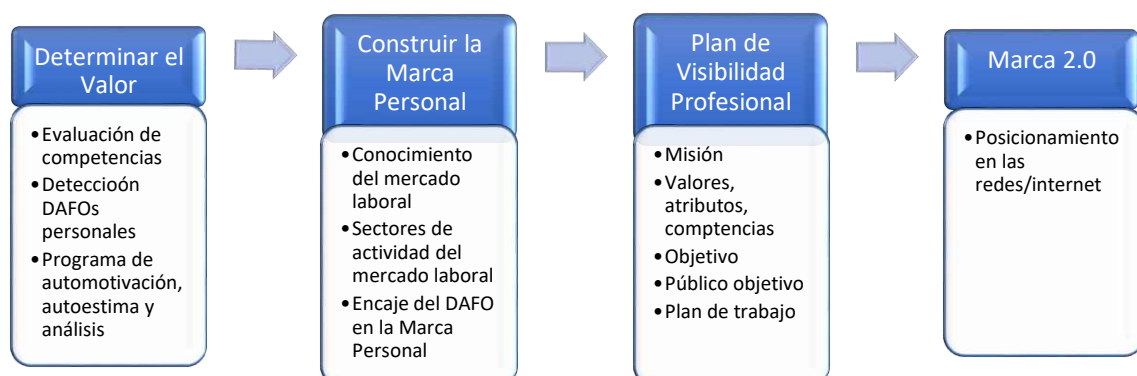 Determinar el
Valor
•Evaluación de
competencias
•Deteccioón
DAFOs
personales
•Programa de
automotivación,
autoestima y
análisis
Construir la
Marca
Personal
•Conocimiento
del mercado
laboral
•Sectores de
actividad del
mercado laboral
•Encaje del DAFO
en la Marca
Personal
Plan de
Visibilidad
Profesional
•Misión
•Valores,
atributos,
comptencias
•Objetivo
•Público objetivo
•Plan de trabajo
Marca 2.0
•Posicionamiento
en las
redes/internet